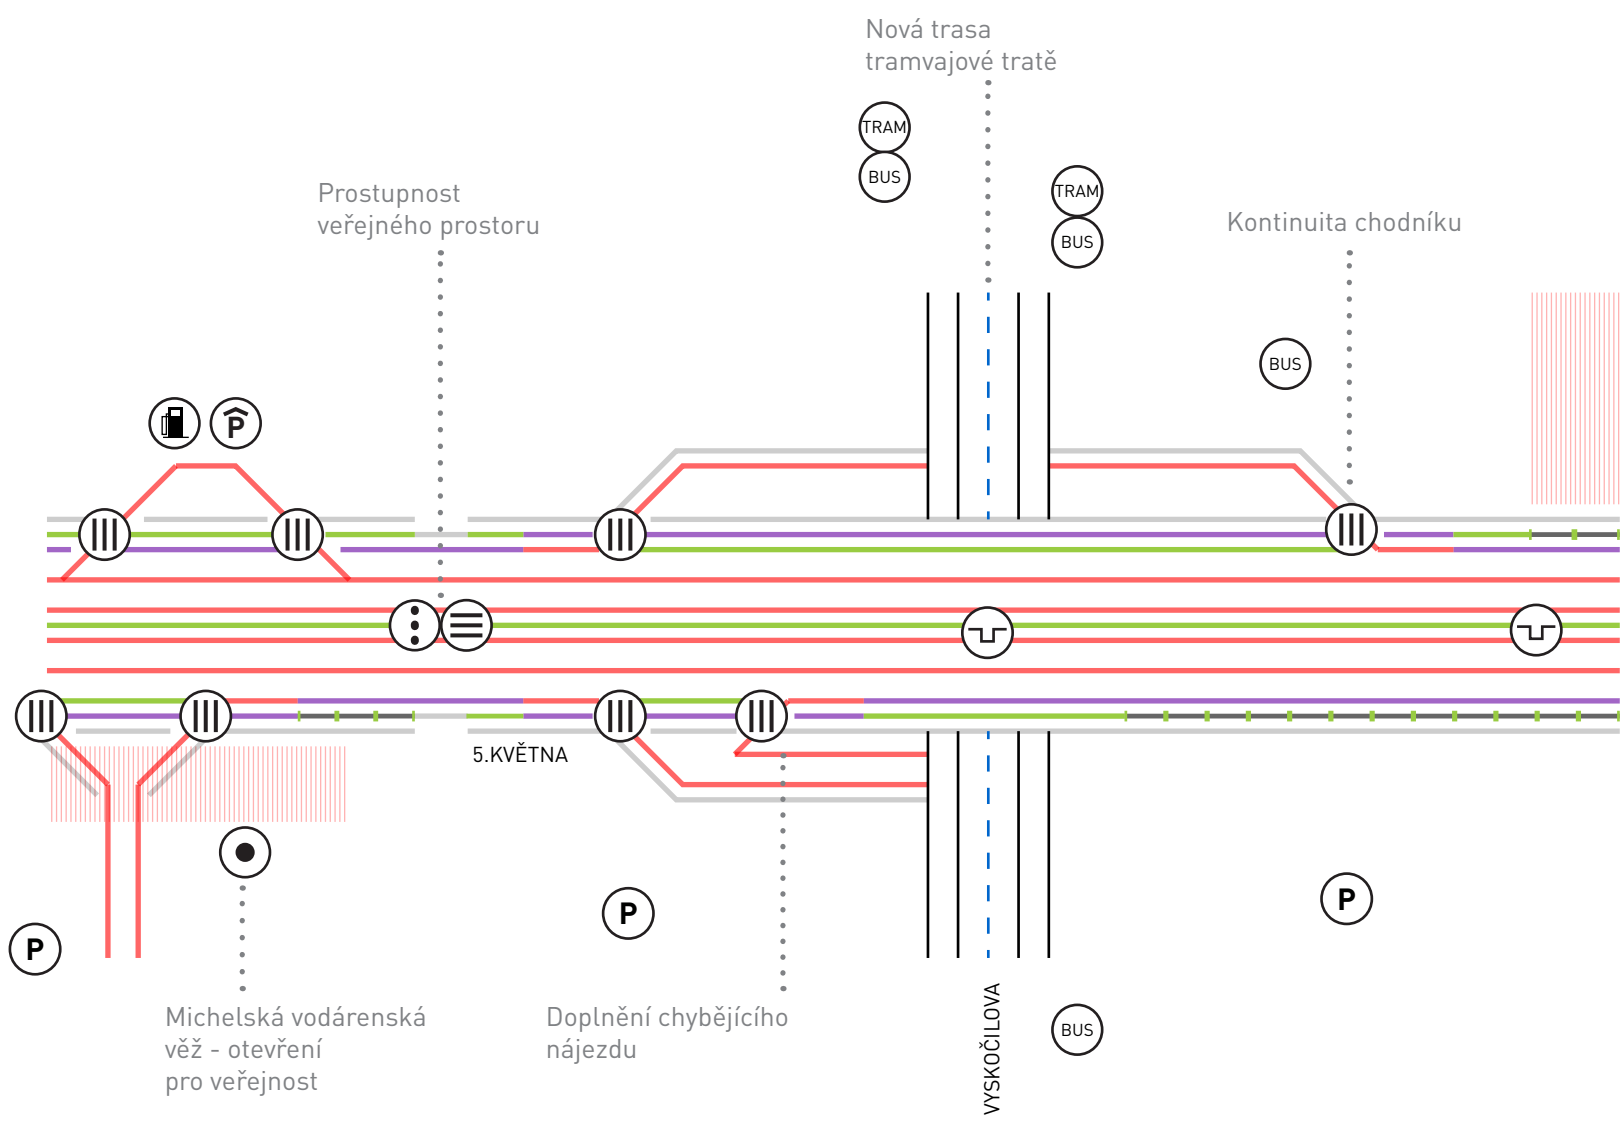 Nová trasa
tramvajové tratě
TRAM
BUS
TRAM
BUS
Prostupnost
veřejného prostoru
Kontinuita chodníku
BUS
P
5.KVĚTNA
P
P
P
Michelská vodárenská
věž - otevření
pro veřejnost
Doplnění chybějícího
nájezdu
VYSKOČILOVA
BUS